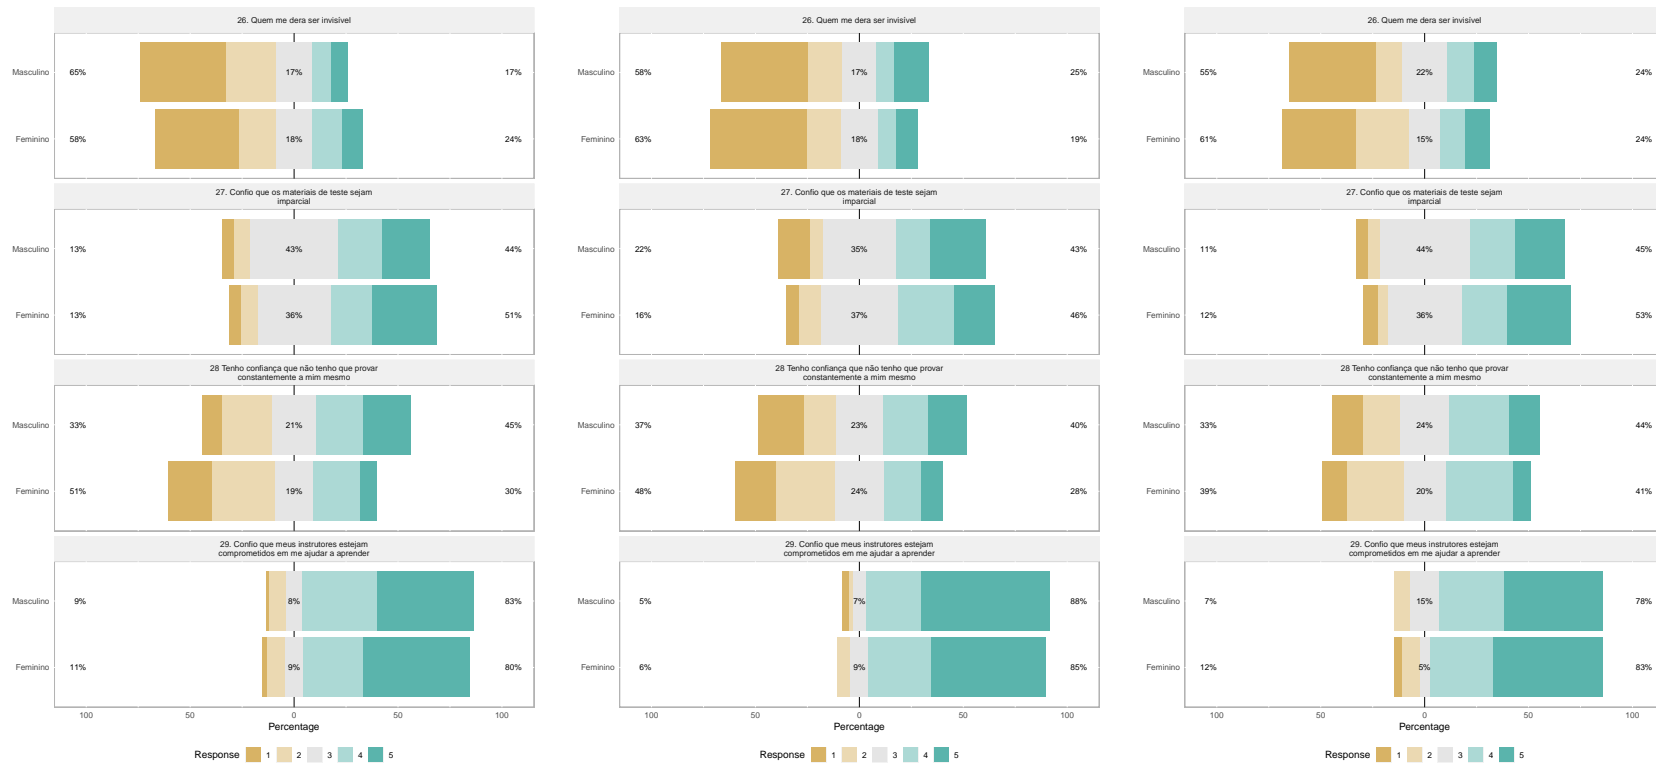 26. Quem me dera ser invisível
Masculino 65% 17% 17%
Feminino 58% 18% 24%
27. Confio que os materiais de teste sejam
imparcial
Masculino 13% 43% 44%
Feminino 13% 36% 51%
28 Tenho confiança que não tenho que provar
constantemente a mim mesmo
Masculino 33% 21% 45%
Feminino 51% 19% 30%
29. Confio que meus instrutores estejam
comprometidos em me ajudar a aprender
Masculino 9% 8% 83%
Feminino 11% 9% 80%
100 50 0 50 100
Percentage
Response 1 2 3 4 5
26. Quem me dera ser invisível
Masculino 58% 17% 25%
Feminino 63% 18% 19%
27. Confio que os materiais de teste sejam
imparcial
Masculino 22% 35% 43%
Feminino 16% 37% 46%
28 Tenho confiança que não tenho que provar
constantemente a mim mesmo
Masculino 37% 23% 40%
Feminino 48% 24% 28%
29. Confio que meus instrutores estejam
comprometidos em me ajudar a aprender
Masculino 5% 7% 88%
Feminino 6% 9% 85%
100 50 0 50 100
Percentage
Response 1 2 3 4 5
26. Quem me dera ser invisível
Masculino 55% 22% 24%
Feminino 61% 15% 24%
27. Confio que os materiais de teste sejam
imparcial
Masculino 11% 44% 45%
Feminino 12% 36% 53%
28 Tenho confiança que não tenho que provar
constantemente a mim mesmo
Masculino 33% 24% 44%
Feminino 39% 20% 41%
29. Confio que meus instrutores estejam
comprometidos em me ajudar a aprender
Masculino 7% 15% 78%
Feminino 12% 5% 83%
100 50 0 50 100
Percentage
Response 1 2 3 4 5